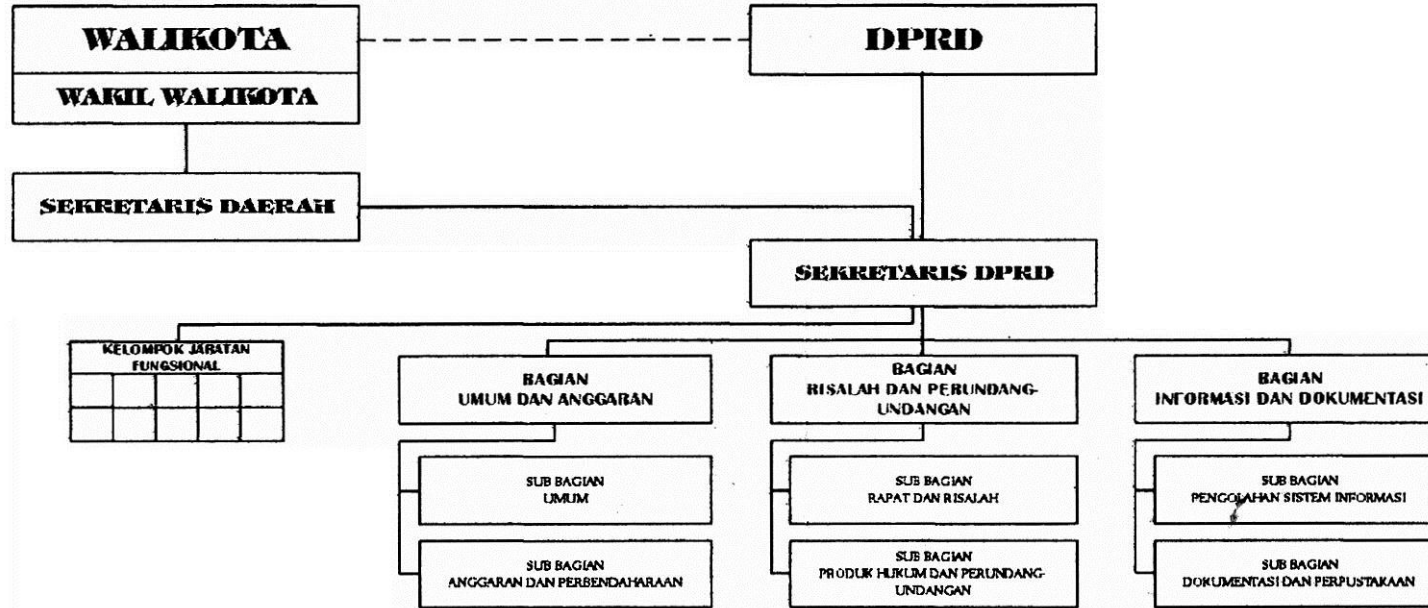 WALIKOTA
DPRD
WAKIL WALIKOTA
SEKRETARIS DAERAH
SEKRETARIS DPRD
KELOMPOK JABATAN
FUNGSIONAL
BAGIAN
UMUM DAN ANGGARAN
BAGIAN
RISALAH DAN PERUNDANG-
UNDANGAN
BAGIAN
INFORMASI DAN DOKUMENTASI
SUB BAGIAN
UMUM
SUB BAGIAN
RAPAT DAN RISALAH
SUB BAGIAN
PENGOLAHAN SISTEM INFORMASI
SUB BAGIAN
ANGGARAN DAN PERBENDAHARAAN
SUB BAGIAN
PRODUK HUKUM DAN PERUNDANG-
UNDANGAN
SUB BAGIAN
DOKUMENTASI DAN PERPUSTAKAAN